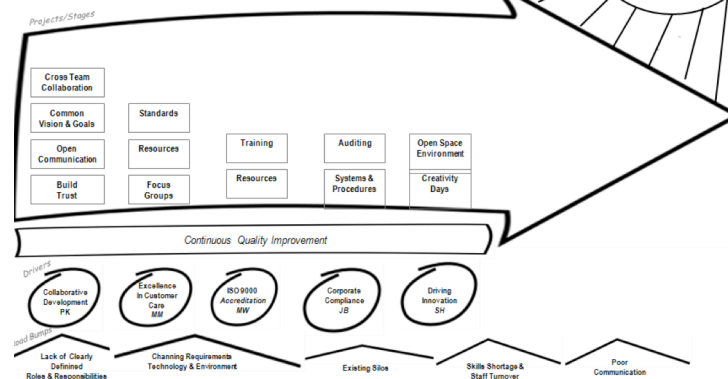 Projects/Stages
Cross Team
Collaboration
Common
Vision & Goals
Open
Communication
Build
Trust
Standards
Resources
Focus
Groups
Training
Resources
Auditing
Systems &
Procedures
Open Space
Environment
Creativity
Days
Continuous Quality Improvement
Drivers
Collaborative
Development
PK
Excellence
In Customer
Care
MM
ISO9000
Accreditation
MW
Corporate
Compliance
JB
Driving
Innovation
SH
Bumps
Lack of Clearly
Definined
Roles & Responsibilities
Channing Requirements
Technology & Environment
Existing Silos
Skills Shortage &
Staff Turnover
Poor
Communication